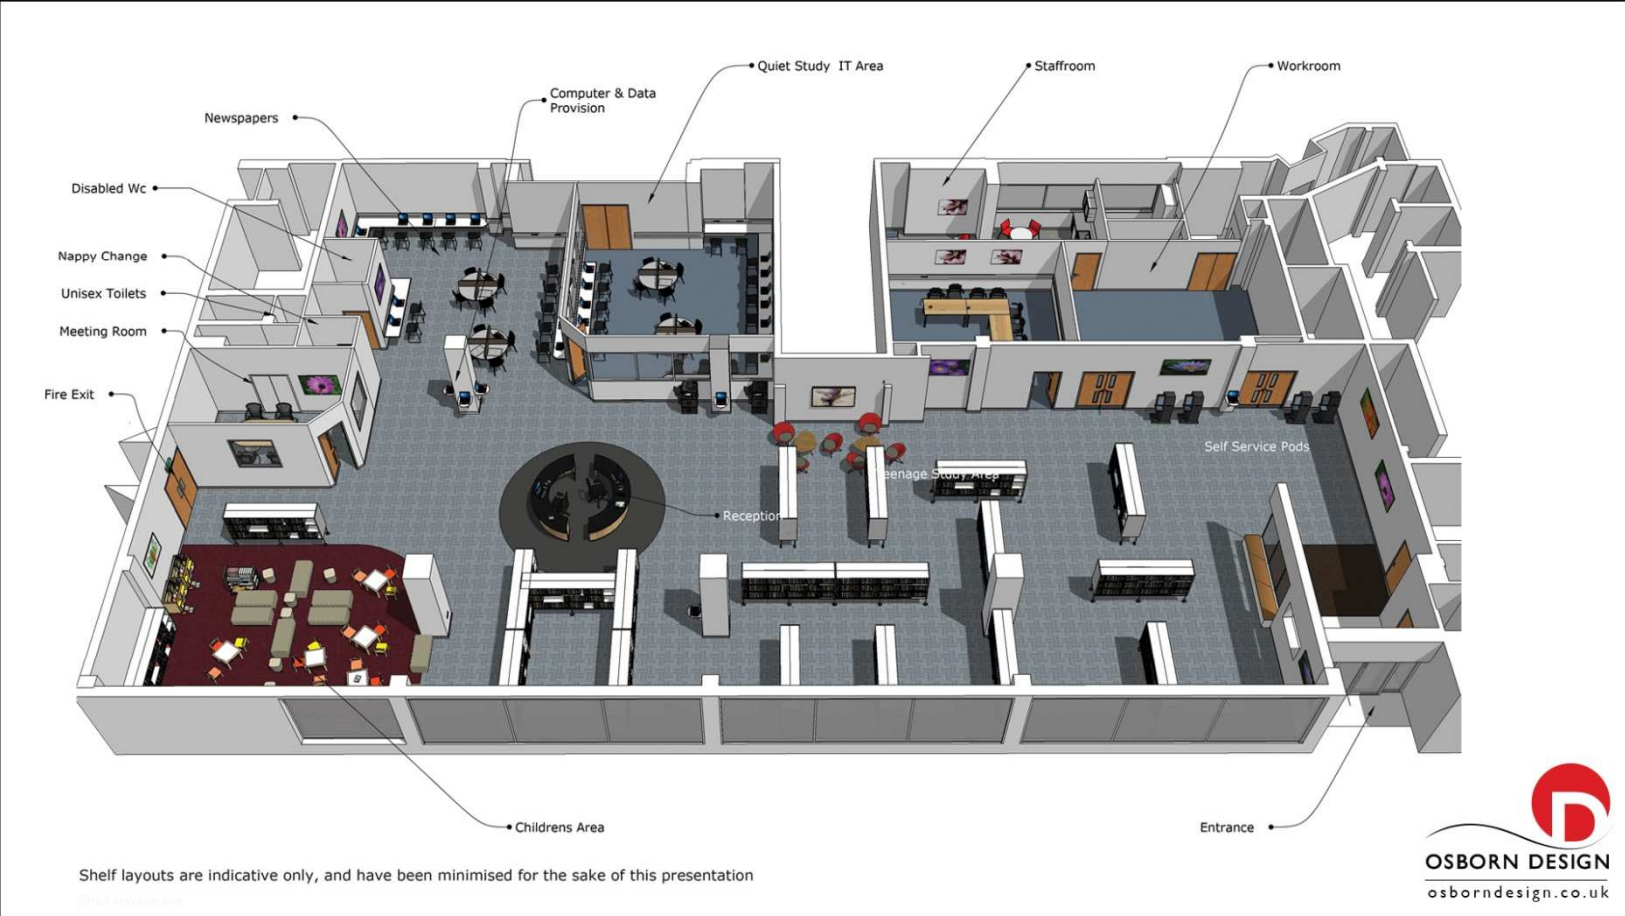 Quiet Study IT Area
Staffroom
Workroom
Computer & Data
Provision
Newspapers
Disabled Wc
Nappy Change
Unisex Toilets
Meeting Room
Fire Exit
Self Service Pods
eenage Study Area
Reception
Childrens Area
Entrance
Shelf layouts are indicative only, and have been minimised for the sake of this presentation
D
OSBORN DESIGN
osborndesign.co.uk